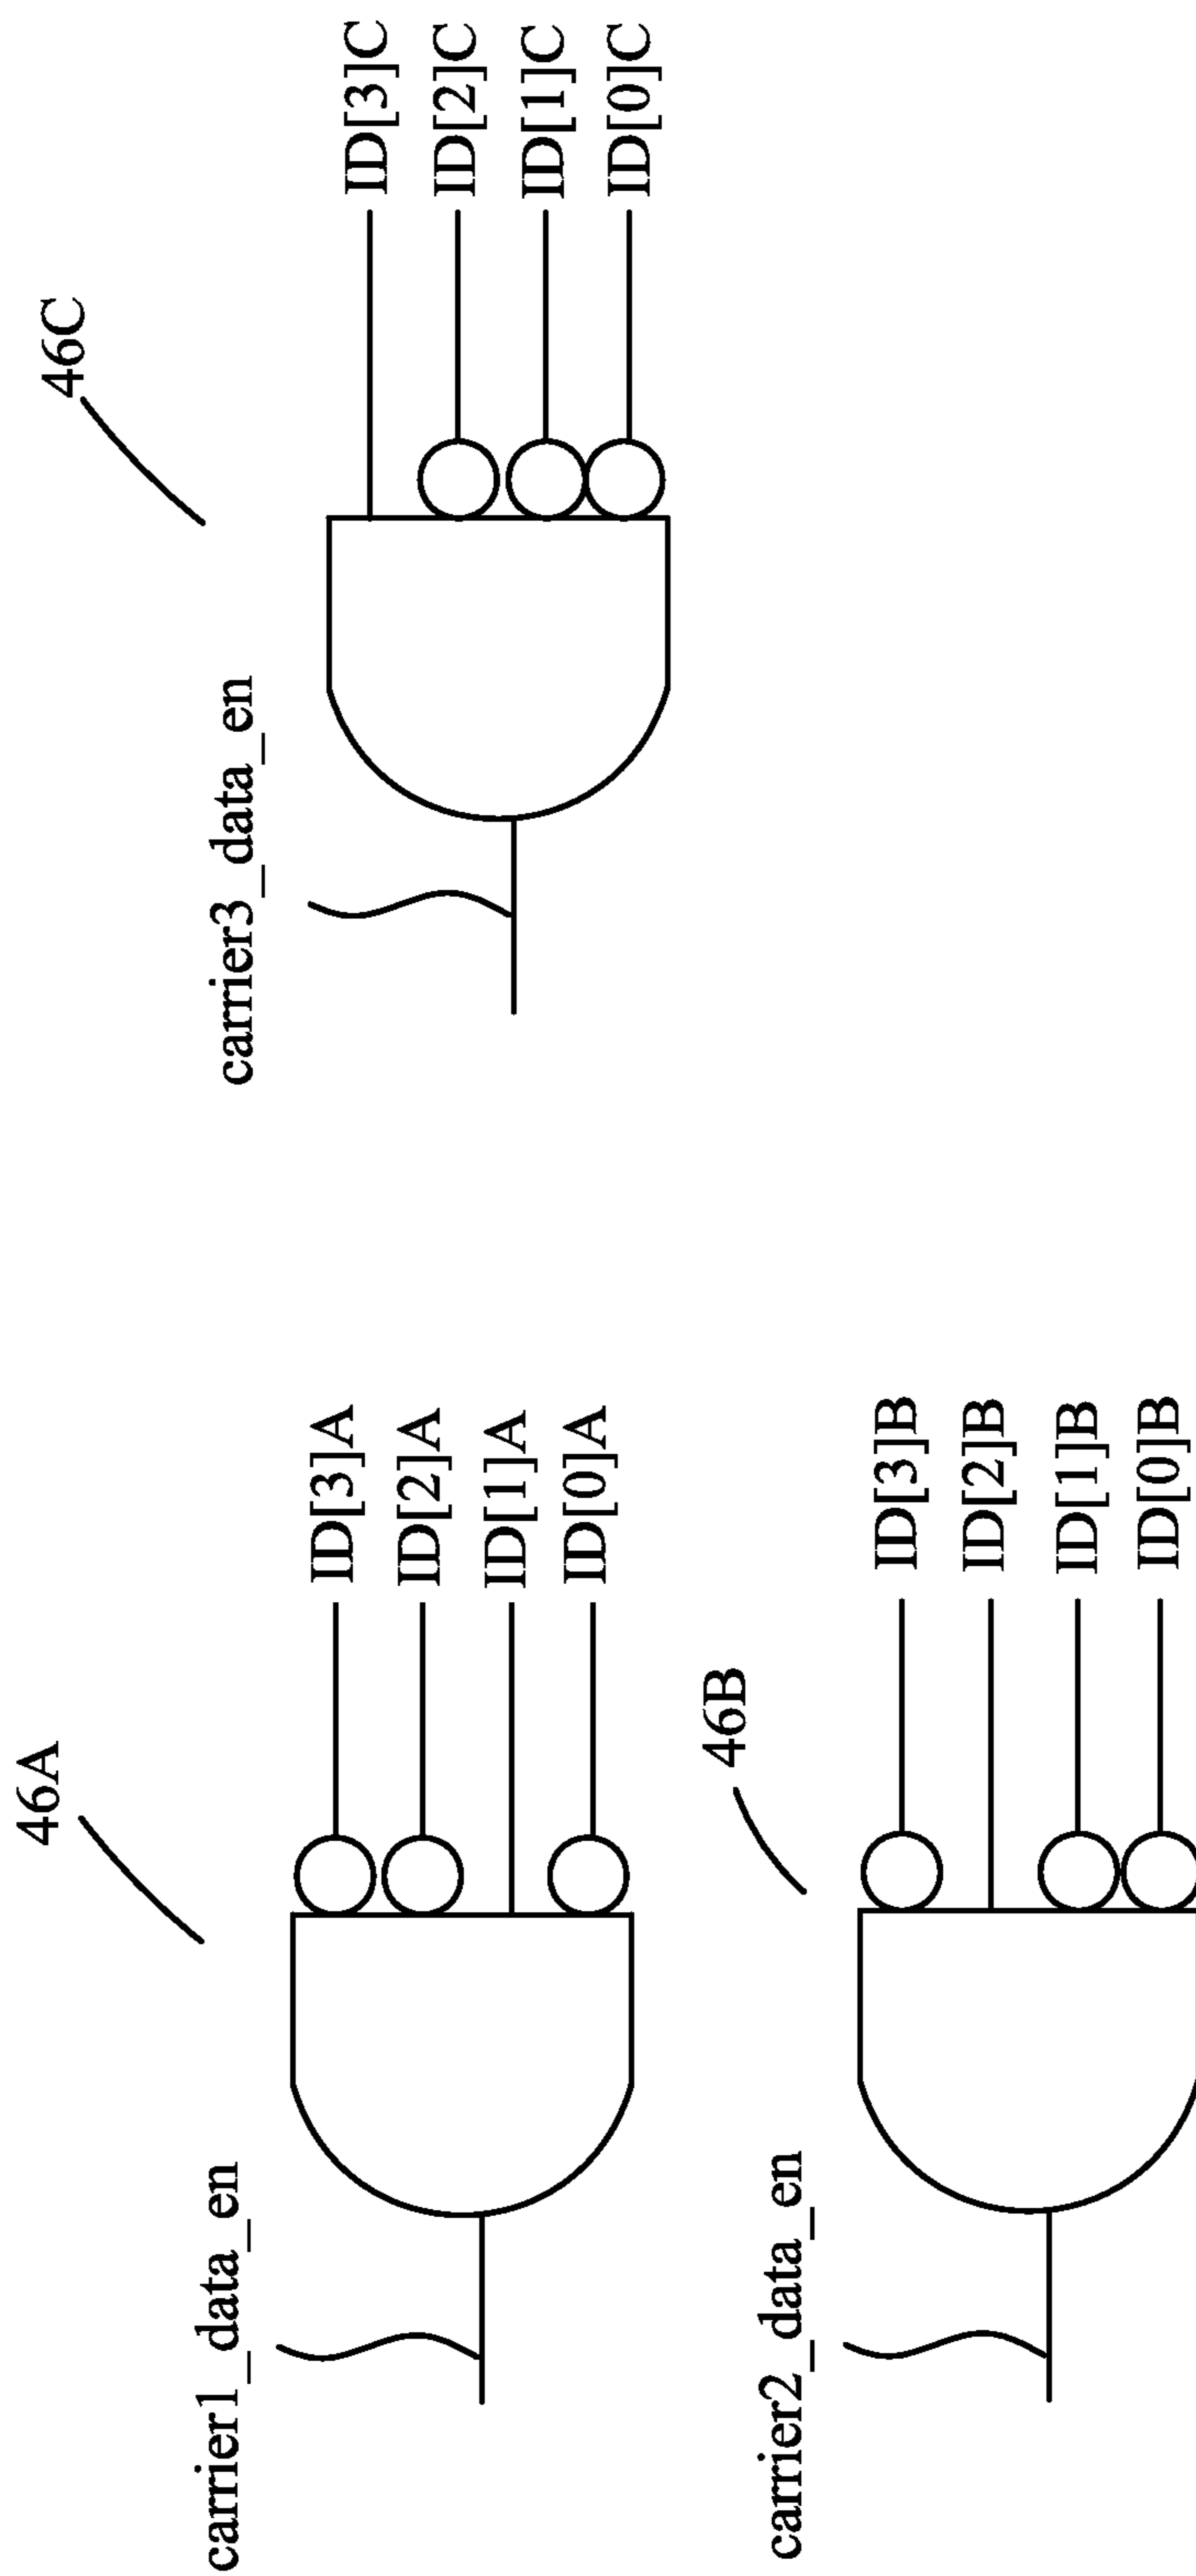 46A
carrier1_data_en
ID[3]A
ID[2]A
ID[1]A
ID[0]A
46B
carrier2_data_en
ID[3]B
ID[2]B
ID[1]B
ID[0]B
46C
carrier3_data_en
ID[3]C
ID[2]C
ID[1]C
ID[0]C